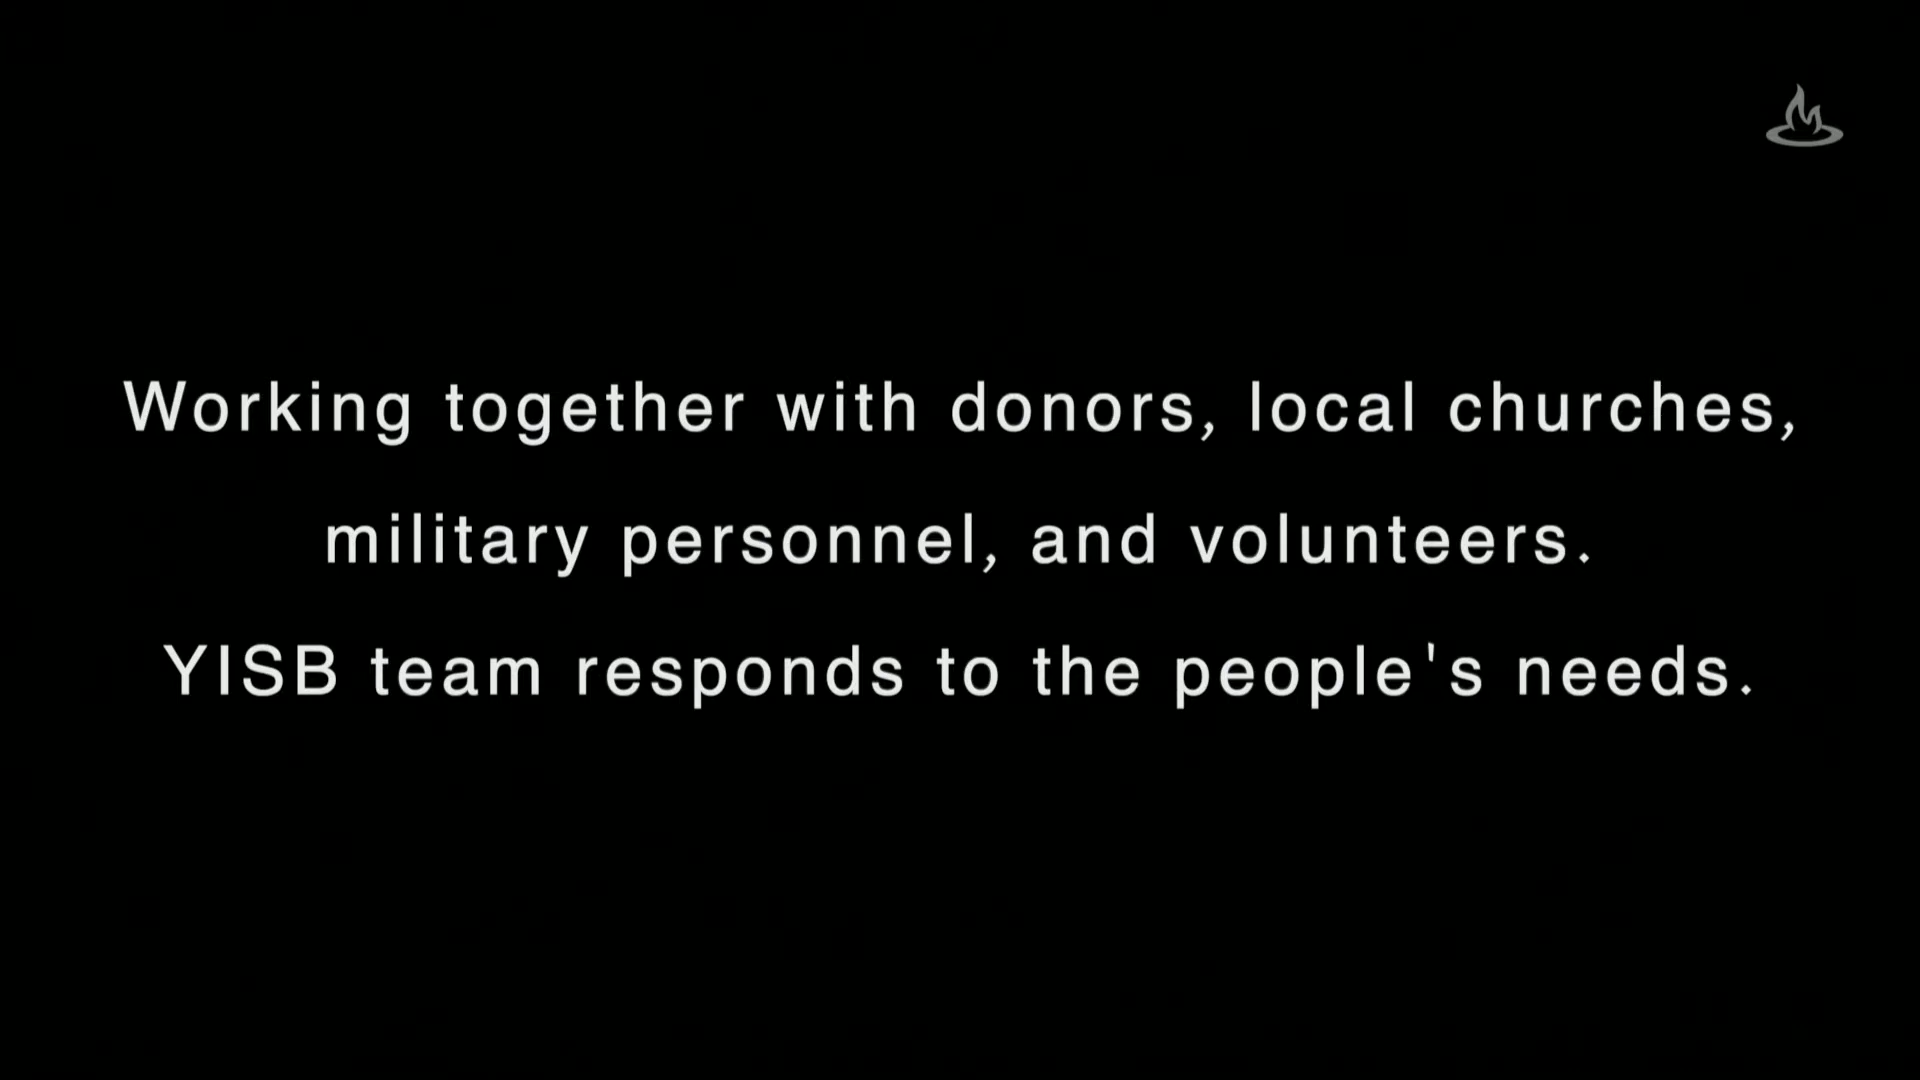 Working together with donors, local churches,
military personnel, and volunteers.
YISB team responds to the people's needs.